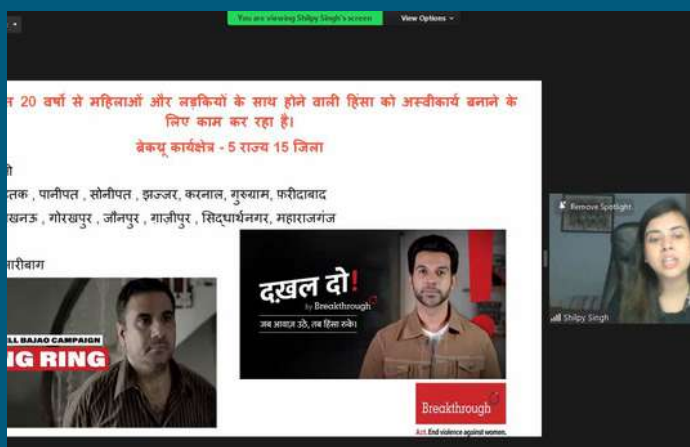 You are viewing Shilpy Singh's screen View Options
20 वर्षो से महिलाओं और लड़कियों के साथ होने वाली हिंसा को अस्वीकार्य बनाने के
लिए काम कर रहा है।
ब्रेकथ्रू कार्यक्षेत्र - 5 राज्य 15 जिला
तक , पानीपत , सोनीपत , झज्जर, करनाल, गुरुग्राम, फरीदाबाद
खनऊ , गोरखपुर , जौनपुर , ग़ाज़ीपुर , सिद्धार्थनगर, महाराजगंज
ारीबाग
LL BAJAO CAMPAIGN
NG RING
दख़ल दो!
by Breakthrough
जब आवाज़ उठे, तब हिंसा रुके।
Breakthrough
Act. End violence against women.
Remove Spotlight
Shilpy Singh